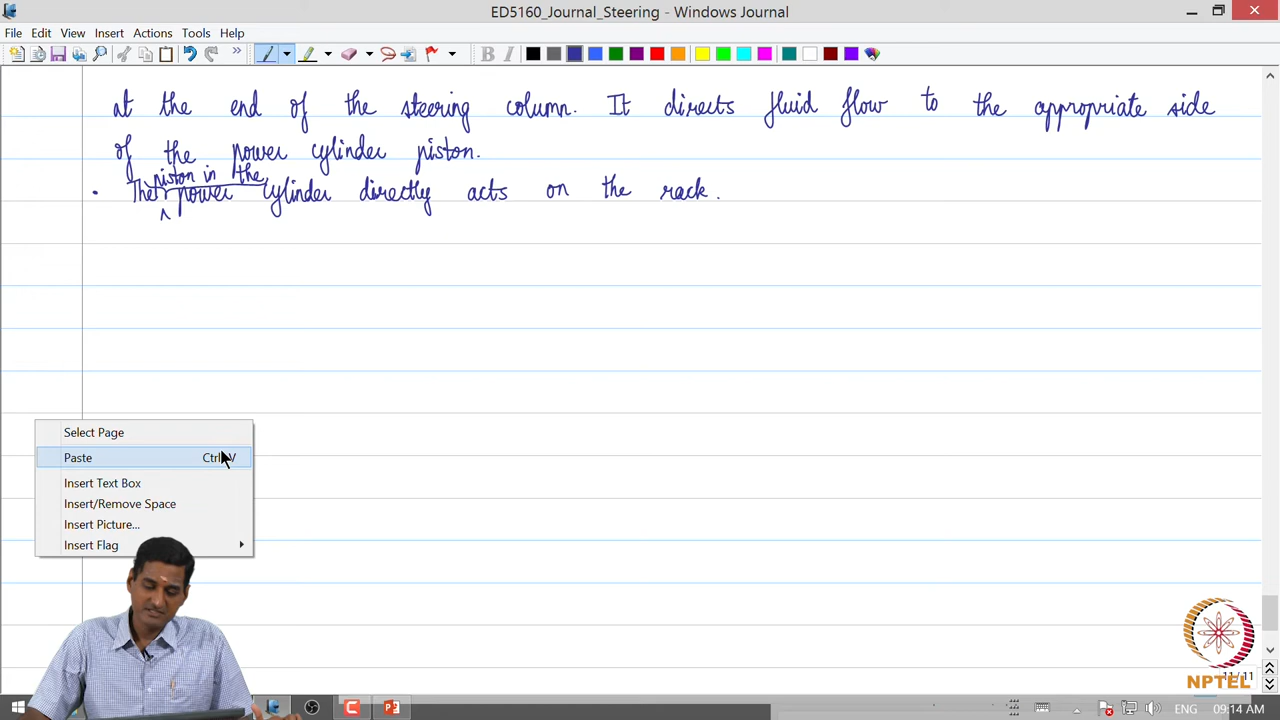 ED5160_Journal_Steering - Windows Journal
File Edit View Insert Actions Tools Help
at the end of the steering column. It directs fluid flow to the appropriate side
of the power cylinder piston.
piston in the
• The power cylinder directly acts on the rack.
Select Page
Paste Ctrl V
Insert Text Box
Insert/Remove Space
Insert Picture...
Insert Flag
NPTEL
ENG 09:14 AM